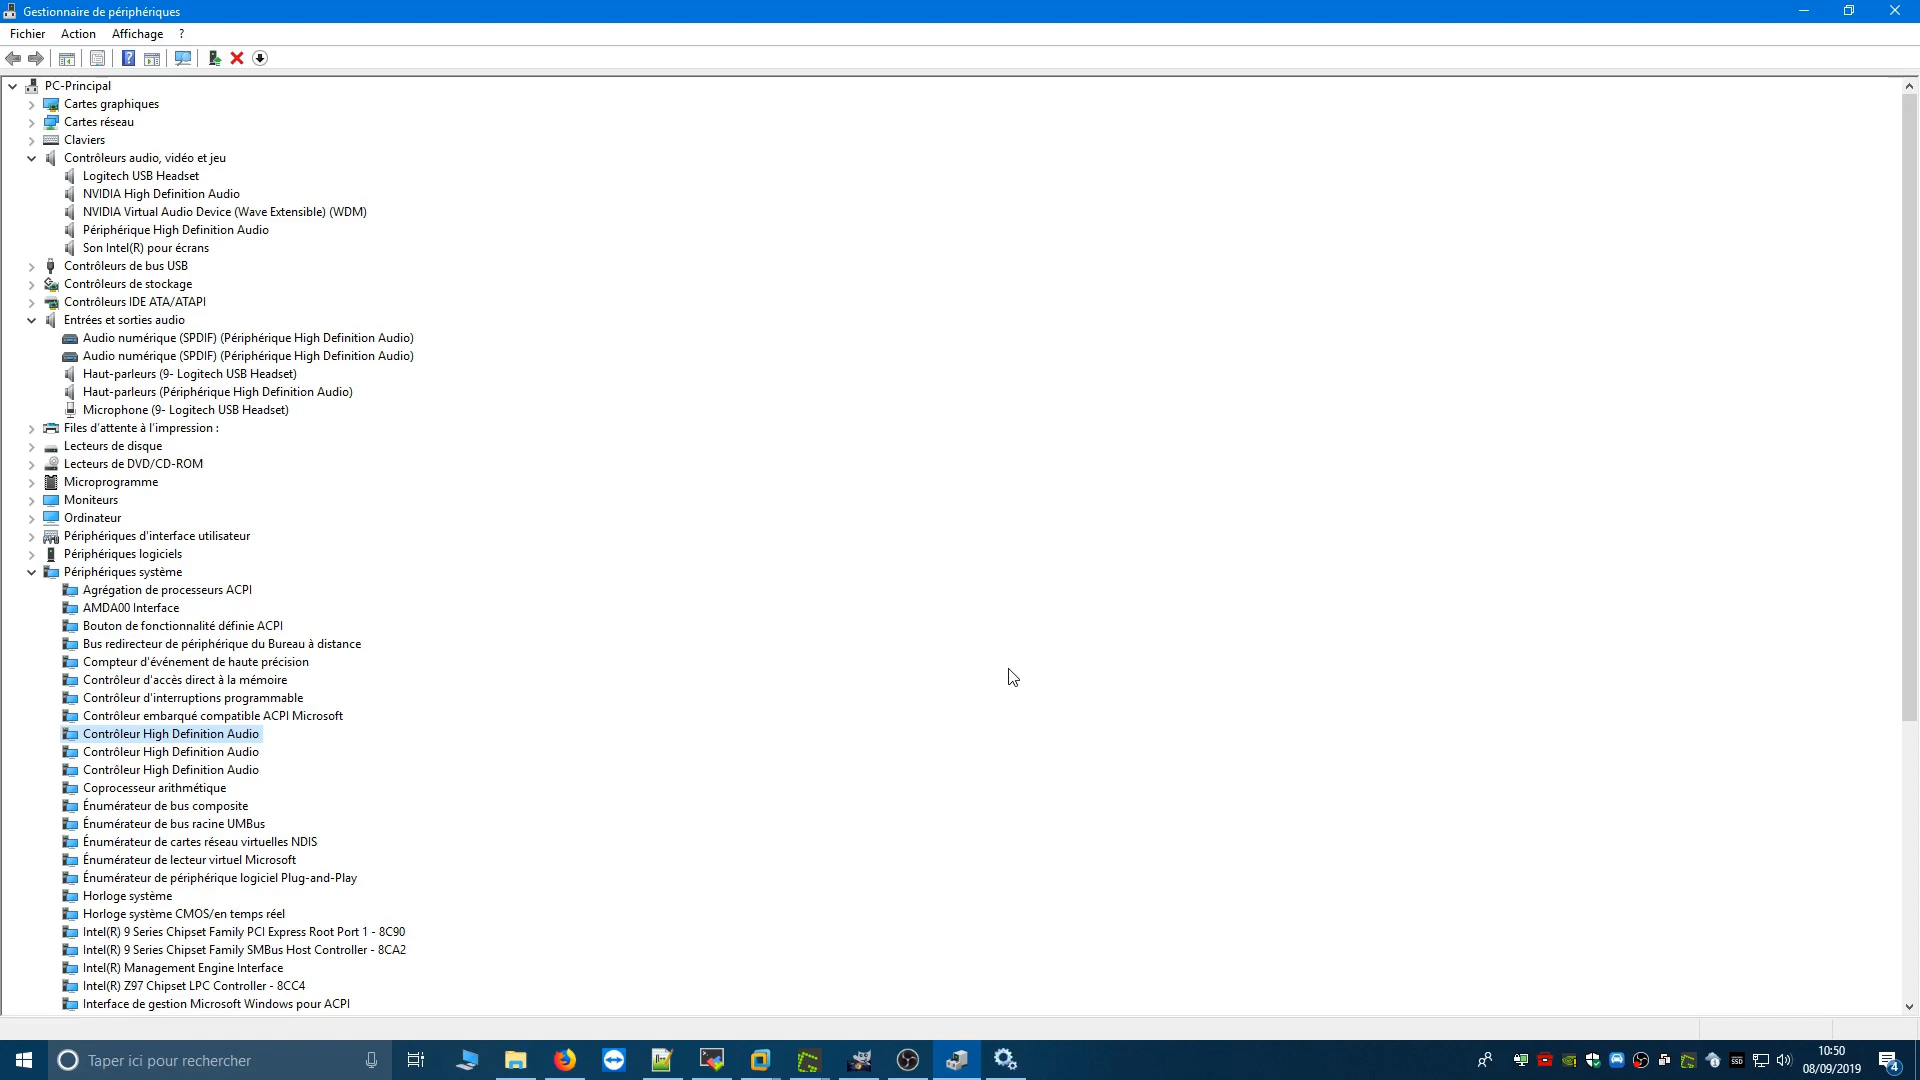 Gestionnaire de périphériques
Fichier Action Affichage ?
PC-Principal
Cartes graphiques
Cartes réseau
Claviers
Contrôleurs audio, vidéo et jeu
Logitech USB Headset
NVIDIA High Definition Audio
NVIDIA Virtual Audio Device (Wave Extensible) (WDM)
Périphérique High Definition Audio
Son Intel(R) pour écrans
Contrôleurs de bus USB
Contrôleurs de stockage
Contrôleurs IDE ATA/ATAPI
Entrées et sorties audio
Audio numérique (SPDIF) (Périphérique High Definition Audio)
Audio numérique (SPDIF) (Périphérique High Definition Audio)
Haut-parleurs (9- Logitech USB Headset)
Haut-parleurs (Périphérique High Definition Audio)
Microphone (9- Logitech USB Headset)
Files d'attente à l'impression :
Lecteurs de disque
Lecteurs de DVD/CD-ROM
Microprogramme
Moniteurs
Ordinateur
Périphériques d'interface utilisateur
Périphériques logiciels
Périphériques système
Agrégation de processeurs ACPI
AMDA00 Interface
Bouton de fonctionnalité définie ACPI
Bus redirecteur de périphérique du Bureau à distance
Compteur d'événement de haute précision
Contrôleur d'accès direct à la mémoire
Contrôleur d'interruptions programmable
Contrôleur embarqué compatible ACPI Microsoft
Contrôleur High Definition Audio
Contrôleur High Definition Audio
Contrôleur High Definition Audio
Coprocesseur arithmétique
Énumérateur de bus composite
Énumérateur de bus racine UMBus
Énumérateur de cartes réseau virtuelles NDIS
Énumérateur de lecteur virtuel Microsoft
Énumérateur de périphérique logiciel Plug-and-Play
Horloge système
Horloge système CMOS/en temps réel
Intel(R) 9 Series Chipset Family PCI Express Root Port 1 - 8C90
Intel(R) 9 Series Chipset Family SMBus Host Controller - 8CA2
Intel(R) Management Engine Interface
Intel(R) Z97 Chipset LPC Controller - 8CC4
Interface de gestion Microsoft Windows pour ACPI
Taper ici pour rechercher
SSD
10:50
08/09/2019
4